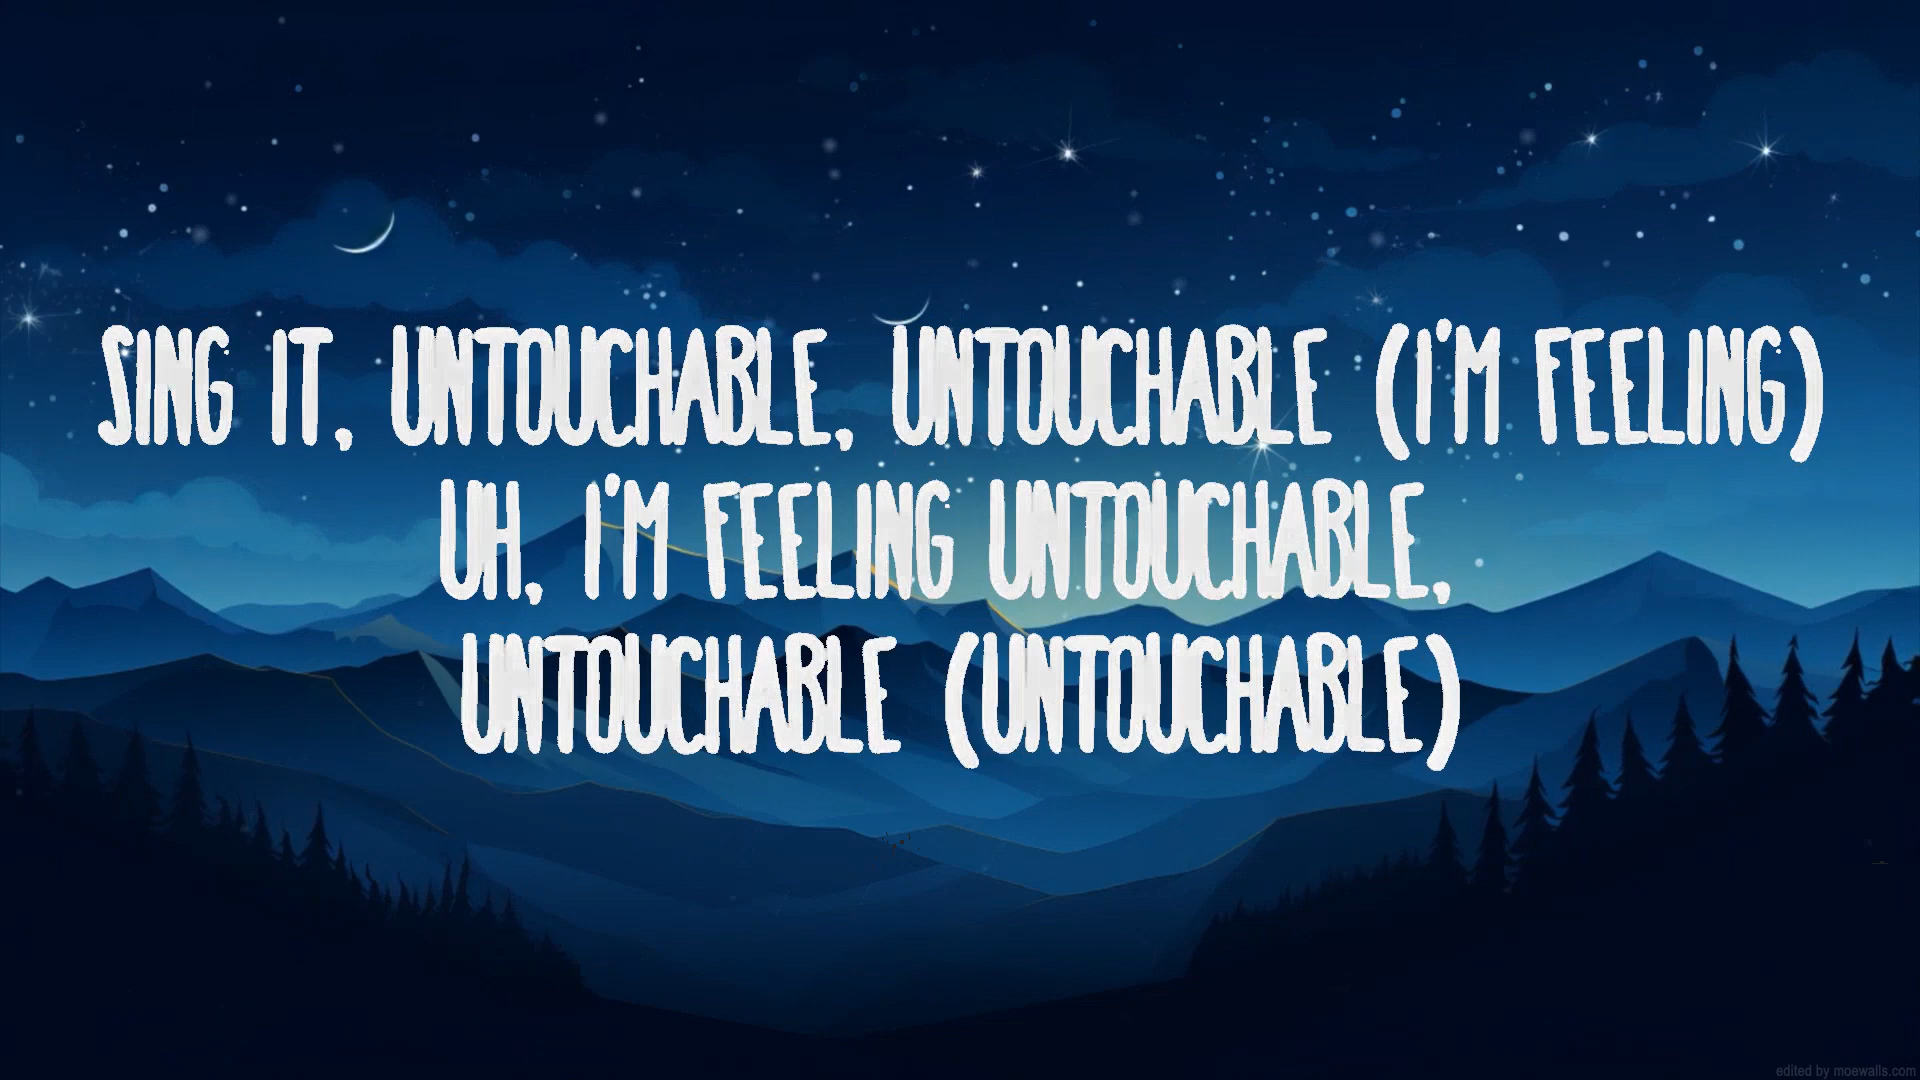 SING IT, UNTOUCHABLE, UNTOUCHABLE (I'M FEELING)
UH, I'M FEELING UNTOUCHABLE,
UNTOUCHABLE (UNTOUCHABLE)
edited by moewalls.com